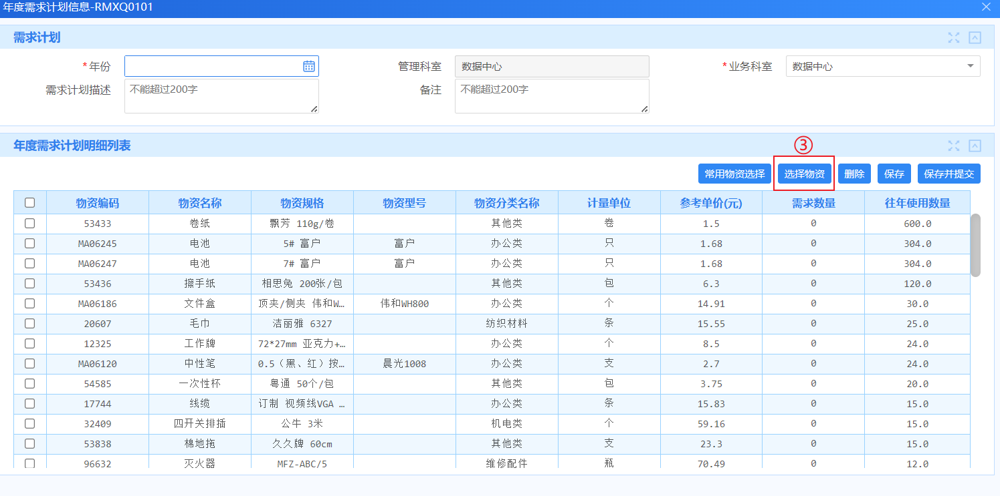 年度需求计划信息-RMXQ0101
需求计划
*年份 管理科室 数据中心 *业务科室 数据中心
需求计划描述 不能超过200字 备注 不能超过200字
年度需求计划明细列表 ③
常用物资选择 选择物资 删除 保存 保存并提交
物资编码 物资名称 物资规格 物资型号 物资分类名称 计量单位 参考单价(元) 需求数量 往年使用数量
53433 卷纸 飘芳 110g/卷 其他类 卷 1.5 0 600.0
MA06245 电池 5# 富户 富户 办公类 只 1.68 0 304.0
MA06247 电池 7# 富户 富户 办公类 只 1.68 0 304.0
53436 擦手纸 相思兔 200张/包 其他类 包 6.3 0 120.0
MA06186 文件盒 顶夹/侧夹 伟和W… 伟和WH800 办公类 个 14.91 0 30.0
20607 毛巾 洁丽雅 6327 纺织材料 条 15.55 0 25.0
12325 工作牌 72*27mm 亚克力+… 办公类 个 8.5 0 24.0
MA06120 中性笔 0.5（黑、红）按… 晨光1008 办公类 支 2.7 0 24.0
54585 一次性杯 粤通 50个/包 其他类 包 3.75 0 20.0
17744 线缆 订制 视频线VGA … 办公类 条 15.83 0 15.0
32409 四开关排插 公牛 3米 机电类 个 59.16 0 15.0
53838 棉地拖 久久牌 60cm 其他类 支 23.3 0 15.0
96632 灭火器 MFZ-ABC/5 维修配件 瓶 70.49 0 12.0